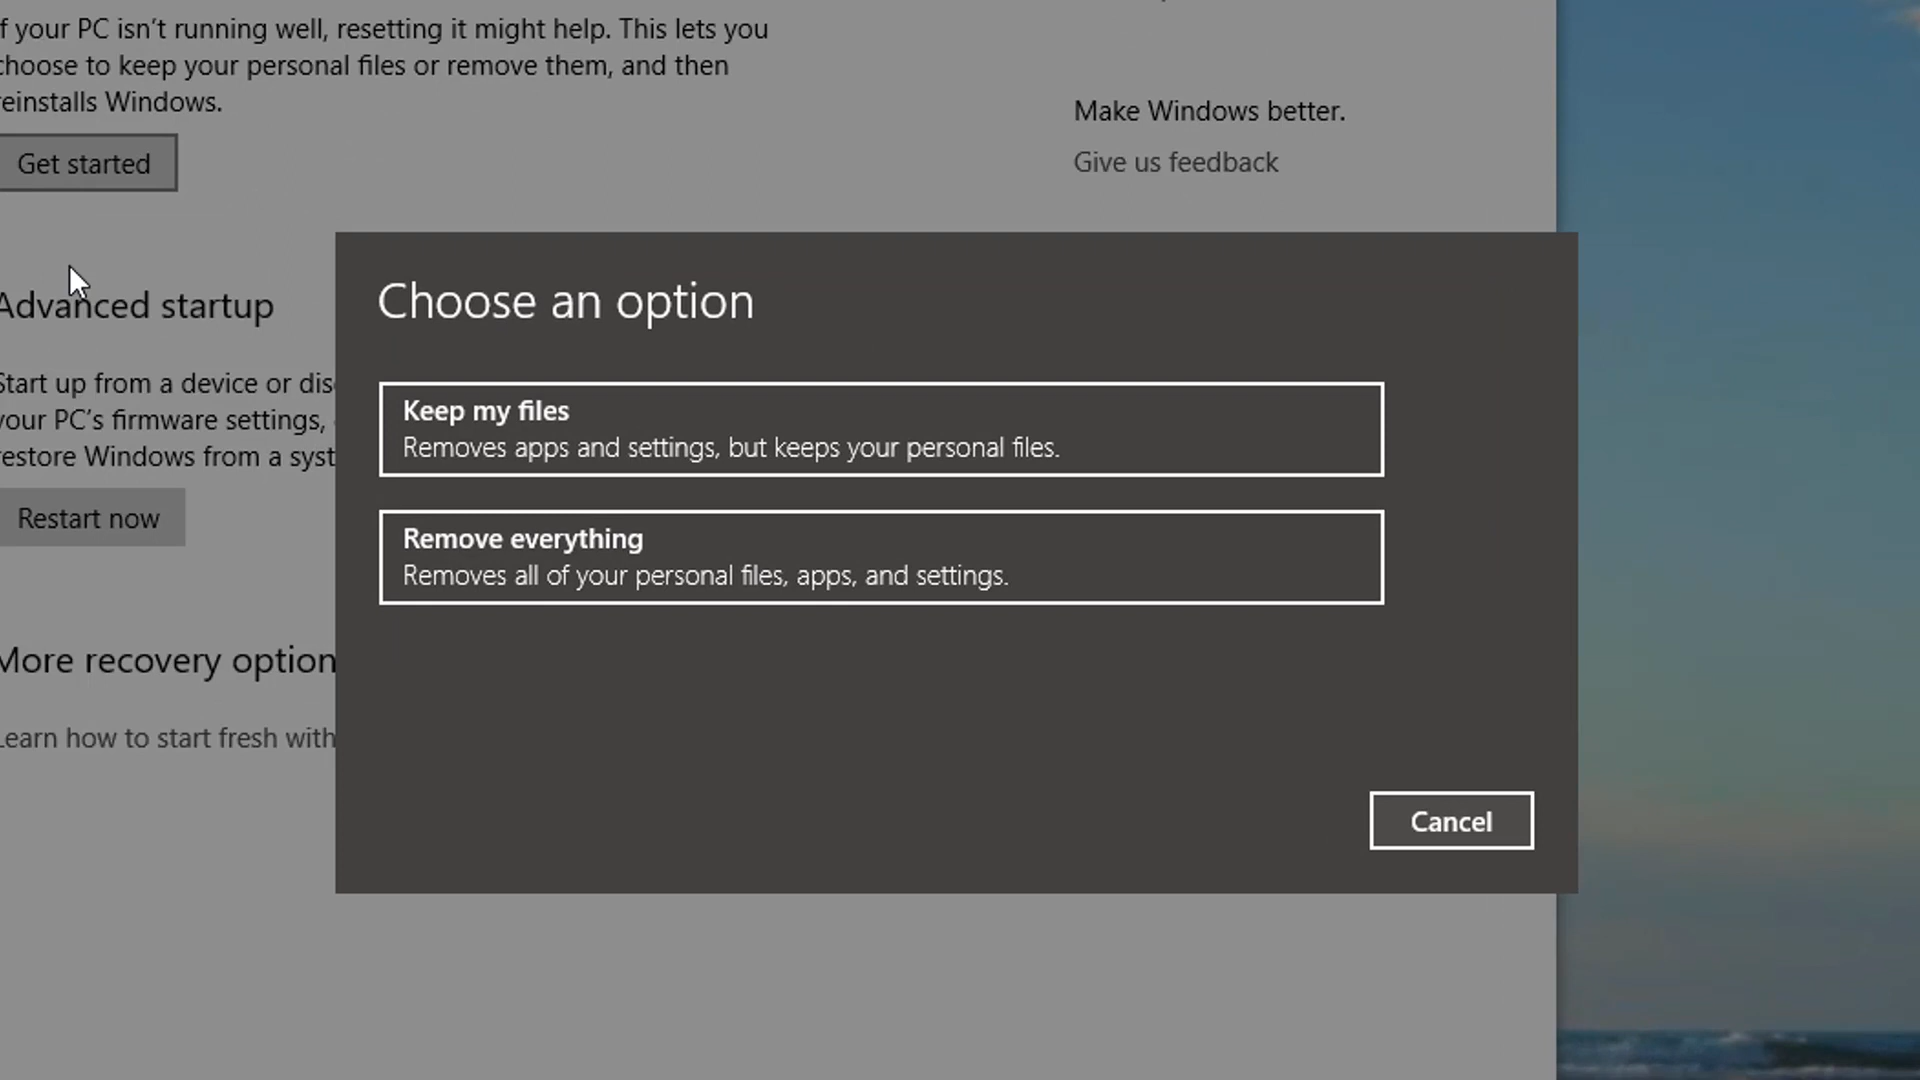 f your PC isn’t running well, resetting it might help. This lets you
choose to keep your personal files or remove them, and then
reinstalls Windows.
Get started
Make Windows better.
Give us feedback
Advanced startup
Start up from a device or dis
your PC’s firmware settings,
restore Windows from a syst
Restart now
More recovery option
Learn how to start fresh with
Choose an option
Keep my files
Removes apps and settings, but keeps your personal files.
Remove everything
Removes all of your personal files, apps, and settings.
Cancel